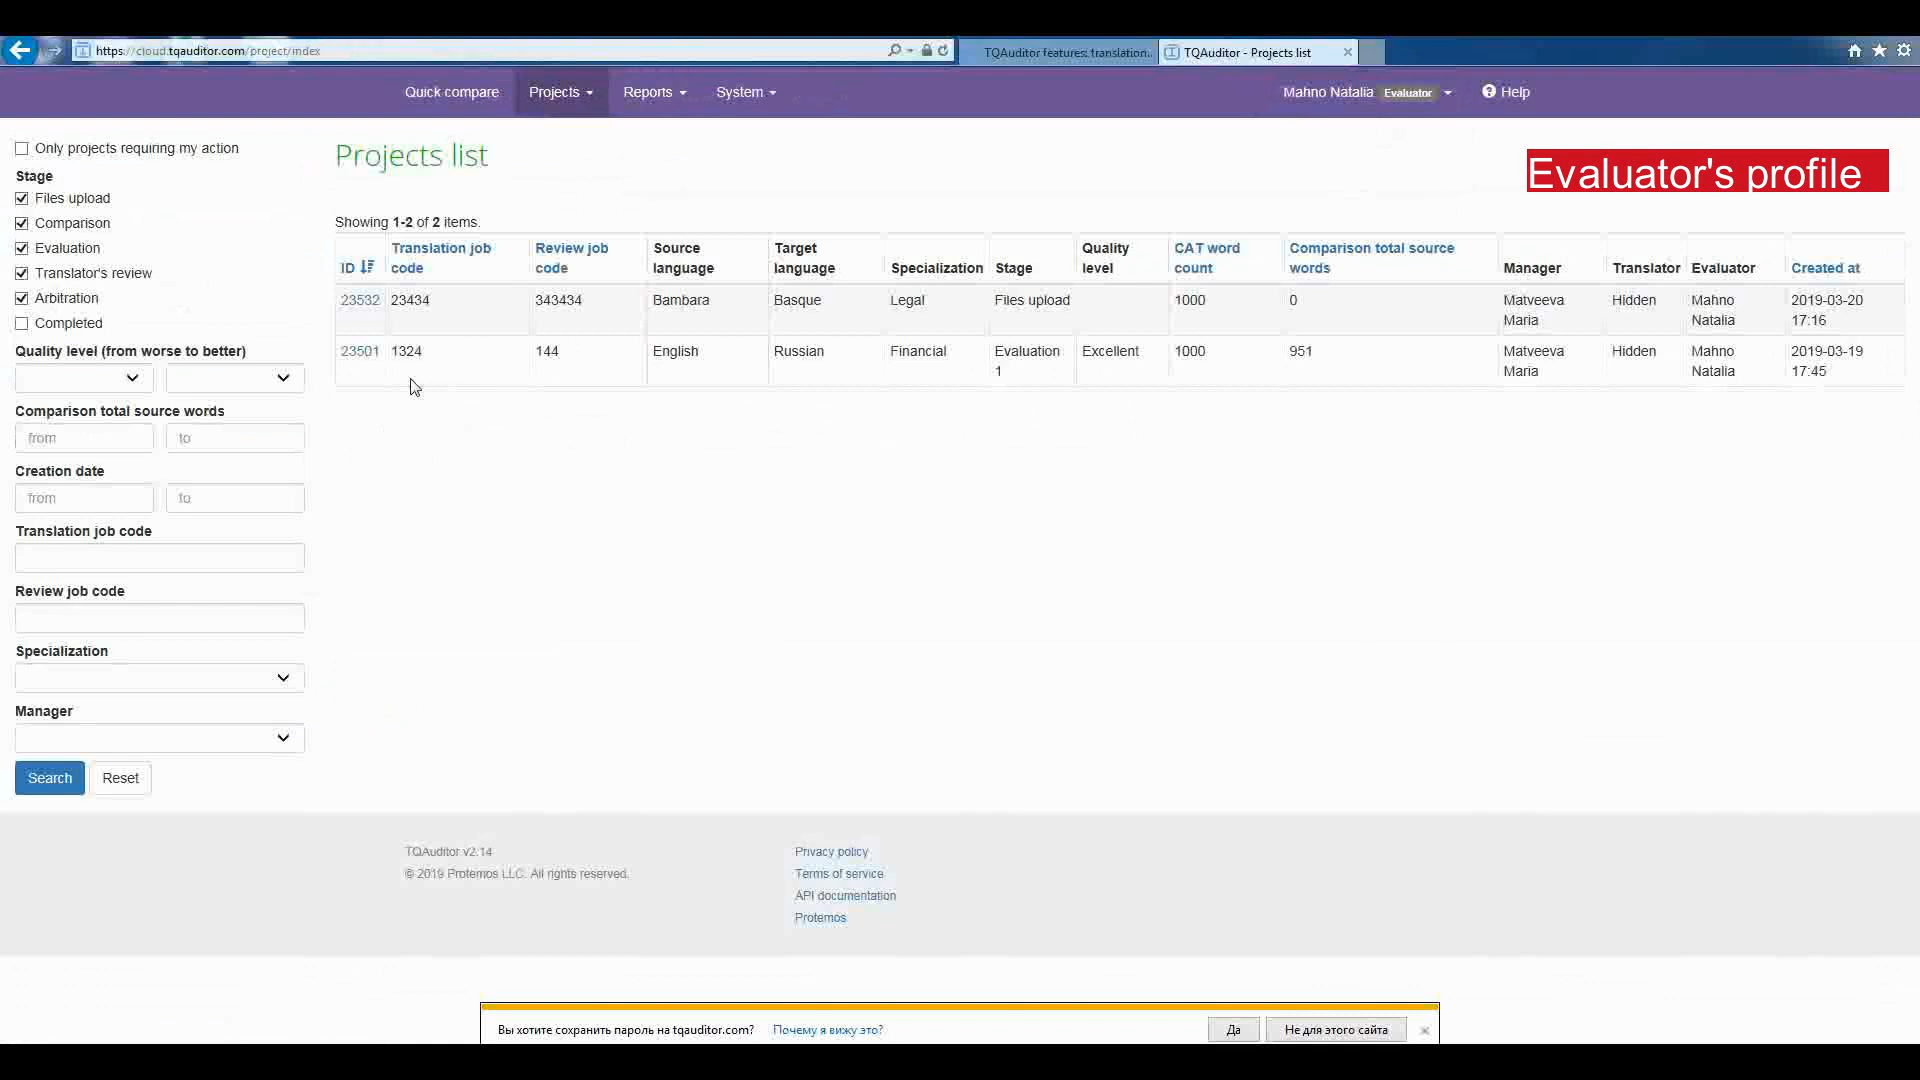 https://cloud.tqauditor.com/project/index
TQAuditor features: translation...
TQAuditor - Projects list
Quick compare
Projects
Reports
System
Mahno Natalia Evaluator
Help
Only projects requiring my action
Stage
Files upload
Comparison
Evaluation
Translator's review
Arbitration
Completed
Quality level (from worse to better)
Comparison total source words
from to
Creation date
from to
Translation job code
Review job code
Specialization
Manager
Search Reset
Projects list
Evaluator's profile
Showing 1-2 of 2 items.
ID Translation job code Review job code Source language Target language Specialization Stage Quality level CAT word count Comparison total source words Manager Translator Evaluator Created at
23532 23434 343434 Bambara Basque Legal Files upload 1000 0 Matveeva Maria Hidden Mahno Natalia 2019-03-20 17:16
23501 1324 144 English Russian Financial Evaluation 1 Excellent 1000 951 Matveeva Maria Hidden Mahno Natalia 2019-03-19 17:45
TQAuditor v2.14
© 2019 Protemos LLC. All rights reserved.
Privacy policy
Terms of service
API documentation
Protemos
Вы хотите сохранить пароль на tqauditor.com? Почему я вижу это? Да Не для этого сайта